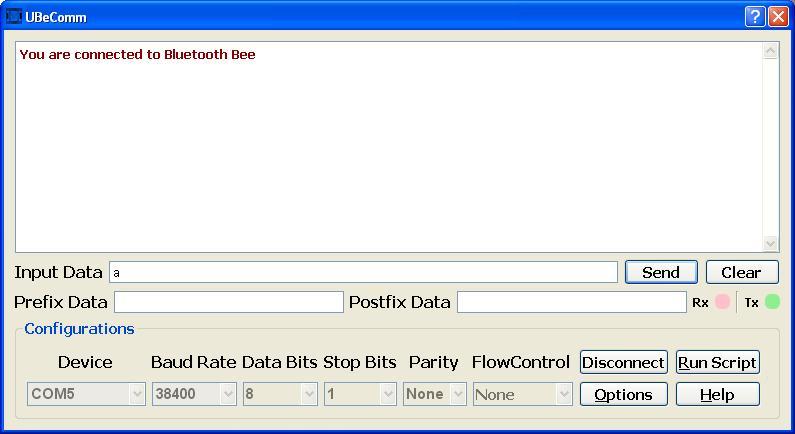 UBeComm
You are connected to Bluetooth Bee
Input Data a Send Clear
Prefix Data Postfix Data Rx Tx
Configurations
Device Baud Rate Data Bits Stop Bits Parity FlowControl Disconnect Run Script
COM5 38400 8 1 None None Options Help